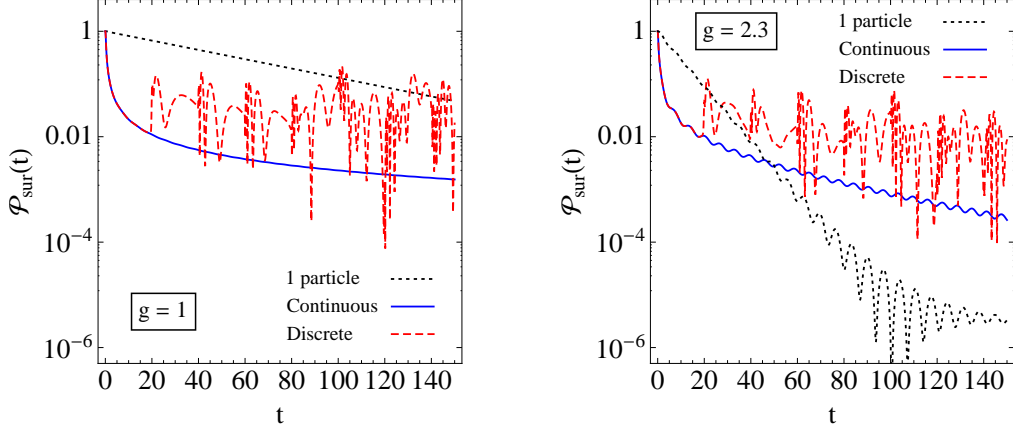 1
0.01
10⁻⁴
10⁻⁶
𝒫sur(t)
1 particle
Continuous
Discrete
g = 1
0 20 40 60 80 100 120 140
t
1
0.01
10⁻⁴
10⁻⁶
𝒫sur(t)
g = 2.3
1 particle
Continuous
Discrete
0 20 40 60 80 100 120 140
t